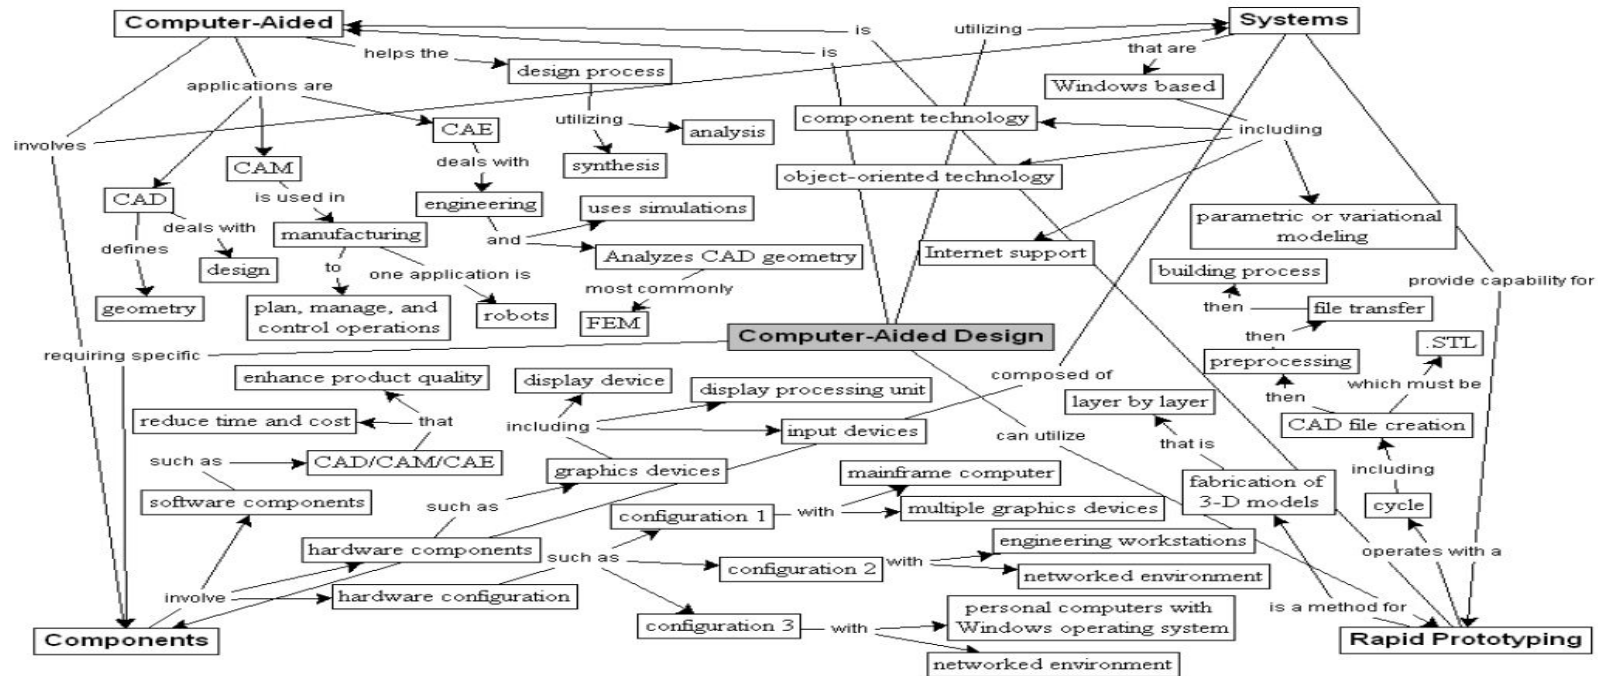 Computer-Aided
is
utilizing
Systems
helps the
is
that are
design process
applications are
Windows based
utilizing
CAE
analysis
component technology
including
involves
deals with
synthesis
CAM
object-oriented technology
is used in
CAD
engineering
uses simulations
parametric or variational
modeling
deals with
manufacturing
and
defines
Analyzes CAD geometry
Internet support
design
to
one application is
building process
most commonly
provide capability for
geometry
plan, manage, and
control operations
robots
FEM
then
file transfer
Computer-Aided Design
then
.STL
requiring specific
preprocessing
enhance product quality
display device
display processing unit
composed of
which must be
layer by layer
then
reduce time and cost
that
including
input devices
can utilize
CAD file creation
that is
such as
CAD/CAM/CAE
graphics devices
mainframe computer
including
fabrication of
3-D models
software components
such as
configuration 1
with
multiple graphics devices
cycle
hardware components
such as
engineering workstations
operates with a
configuration 2
with
networked environment
involve
hardware configuration
is a method for
personal computers with
Windows operating system
configuration 3
with
Components
Rapid Prototyping
networked environment